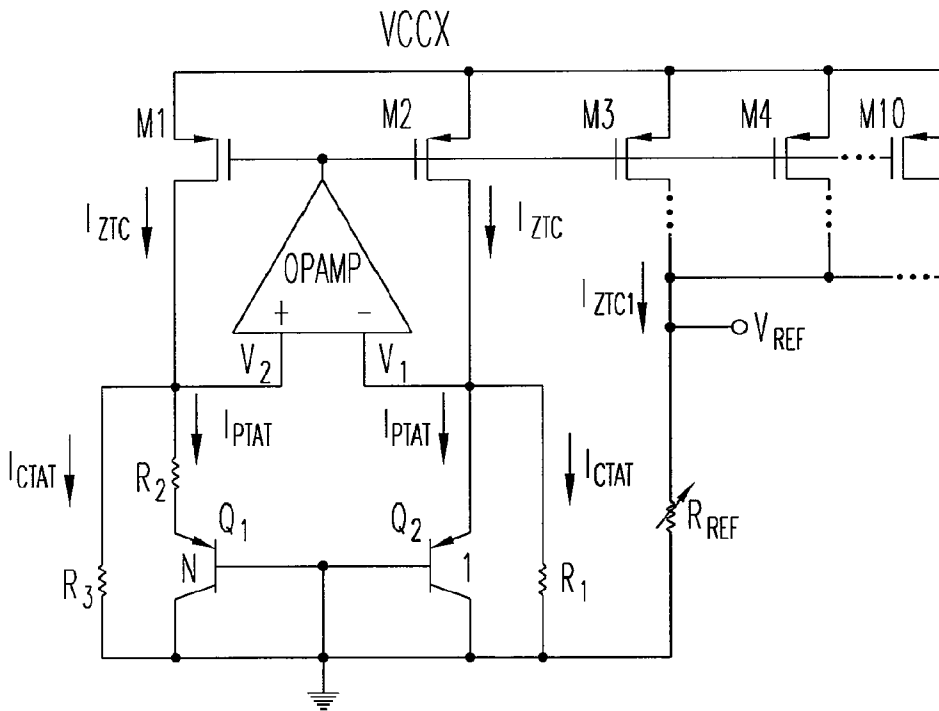 VCCX
M1
M2
M3
M4
M10
I_ZTC
I_ZTC
OPAMP
+
−
I_ZTC1
V_REF
V_2
V_1
I_PTAT
I_PTAT
I_CTAT
I_CTAT
R_2
Q_1
Q_2
R_REF
N
1
R_3
R_1